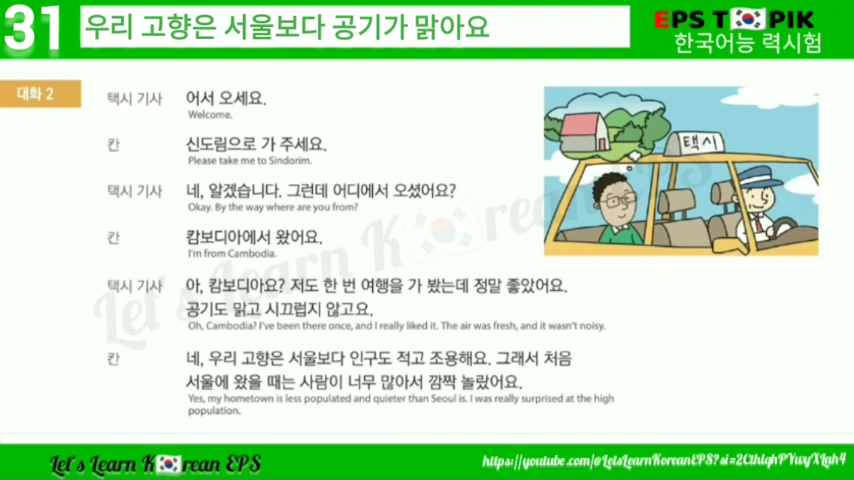 31 우리 고향은 서울보다 공기가 맑아요
EPS TOPIK
한국어능 력시험
대화 2
택시 기사 어서 오세요.
Welcome.
칸 신도림으로 가 주세요.
Please take me to Sindorim.
택시 기사 네, 알겠습니다. 그런데 어디에서 오셨어요?
Okay. By the way where are you from?
칸 캄보디아에서 왔어요.
I'm from Cambodia.
택시 기사 아, 캄보디아요? 저도 한 번 여행을 가 봤는데 정말 좋았어요.
공기도 맑고 시끄럽지 않고요.
Oh, Cambodia? I've been there once, and I really liked it. The air was fresh, and it wasn't noisy.
칸 네, 우리 고향은 서울보다 인구도 적고 조용해요. 그래서 처음
서울에 왔을 때는 사람이 너무 많아서 깜짝 놀랐어요.
Yes, my hometown is less populated and quieter than Seoul is. I was really surprised at the high
population.
택시
Let's Learn Korean EPS
Let's Learn Korean EPS
https://youtube.com/@LetsLearnKoreanEPS?si=2CthlqhPYwyXLah4